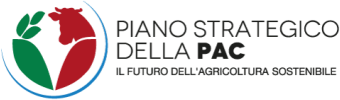 PIANO STRATEGICO
DELLA PAC
IL FUTURO DELL'AGRICOLTURA SOSTENIBILE